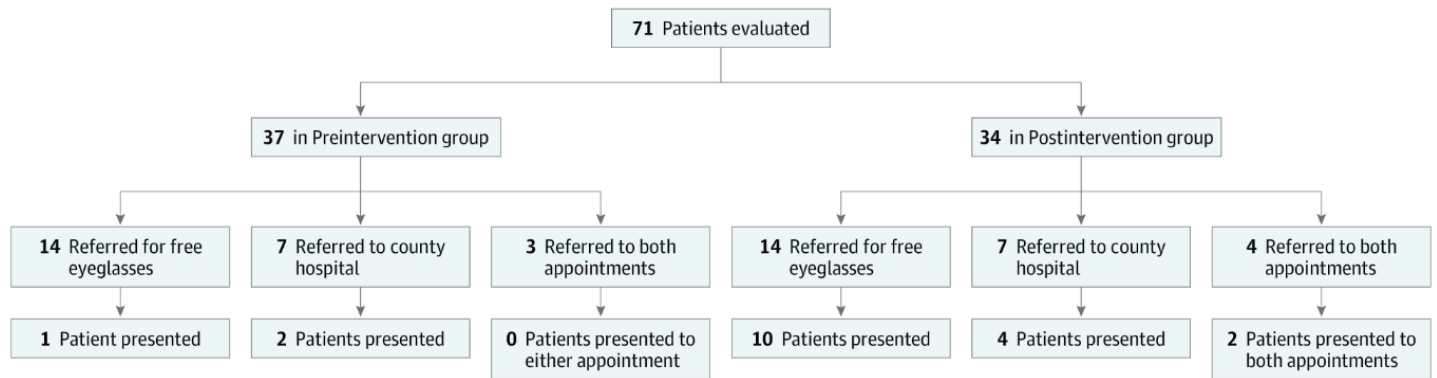 71 Patients evaluated
37 in Preintervention group
34 in Postintervention group
14 Referred for free
eyeglasses
7 Referred to county
hospital
3 Referred to both
appointments
14 Referred for free
eyeglasses
7 Referred to county
hospital
4 Referred to both
appointments
1 Patient presented
2 Patients presented
0 Patients presented to
either appointment
10 Patients presented
4 Patients presented
2 Patients presented to
both appointments